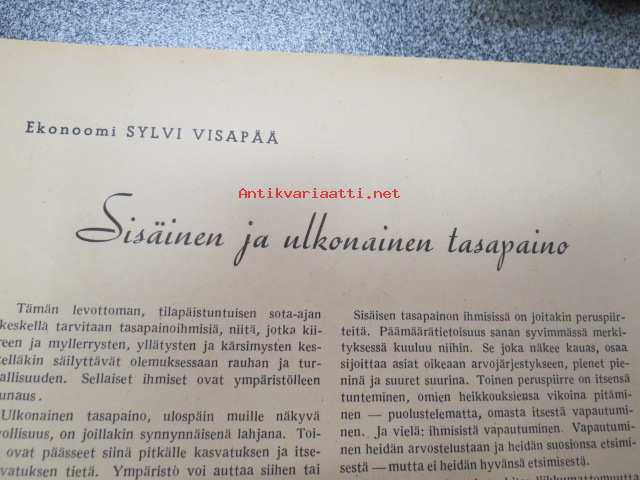 Ekonoomi SYLVI VISAPÄÄ
Antikvariaatti.net
Sisäinen ja ulkonainen tasapaino
Tämän levottoman, tilapäistuntuisen sota-ajan
keskellä tarvitaan tasapainoihmisiä, niitä, jotka kii-
reen ja myllerrysten, yllätysten ja kärsimysten kes-
kelläkin säilyttävät olemuksessaan rauhan ja tur-
vallisuuden. Sellaiset ihmiset ovat ympäristölleen
siunaus.
Ulkonainen tasapaino, ulospäin muille näkyvä
vollisuus, on joillakin synnynnäisenä lahjana. Toi-
ovat päässeet siinä pitkälle kasvatuksen ja itse-
vatuksen tietä. Ympäristö voi auttaa siihen tai
Sisäisen tasapainon ihmisissä on joitakin peruspiir-
teitä. Päämäärätietoisuus sanan syvimmässä merki-
tyksessä kuuluu niihin. Se joka näkee kauas, osaa
sijoittaa asiat oikeaan arvojärjestykseen, pienet pie-
ninä ja suuret suurina. Toinen peruspiirre on itsensä
tunteminen, omien heikkouksiensa vikoina pitämi-
nen — puolustelematta, omasta itsestä vapautumi-
nen. Ja vielä: ihmisistä vapautuminen. Vapautumi-
nen heidän arvostelustaan ja heidän suosionsa etsimi-
sestä — mutta ei heidän hyvänsä etsimisestä.